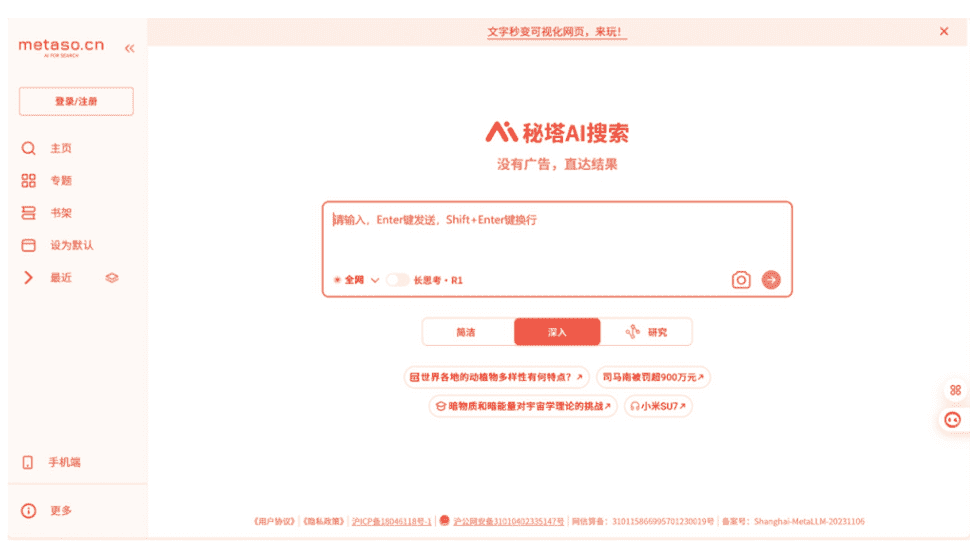 metaso.cn
AI FOR SEARCH
«
登录/注册
主页
专题
书架
设为默认
最近
手机端
更多
文字秒变可视化网页，来玩！
秘塔AI搜索
没有广告，直达结果
请输入，Enter键发送，Shift+Enter键换行
全网 长思考·R1
简洁 深入 研究
世界各地的动植物多样性有何特点？↗ 司马南被罚超900万元↗
暗物质和暗能量对宇宙学理论的挑战↗ 小米SU7↗
《用户协议》|《隐私政策》| 沪ICP备18046118号-1 | 沪公网安备31010402335147号 | 网信算备：310115866995701230019号 | 备案号：Shanghai-MetaLLM-20231106